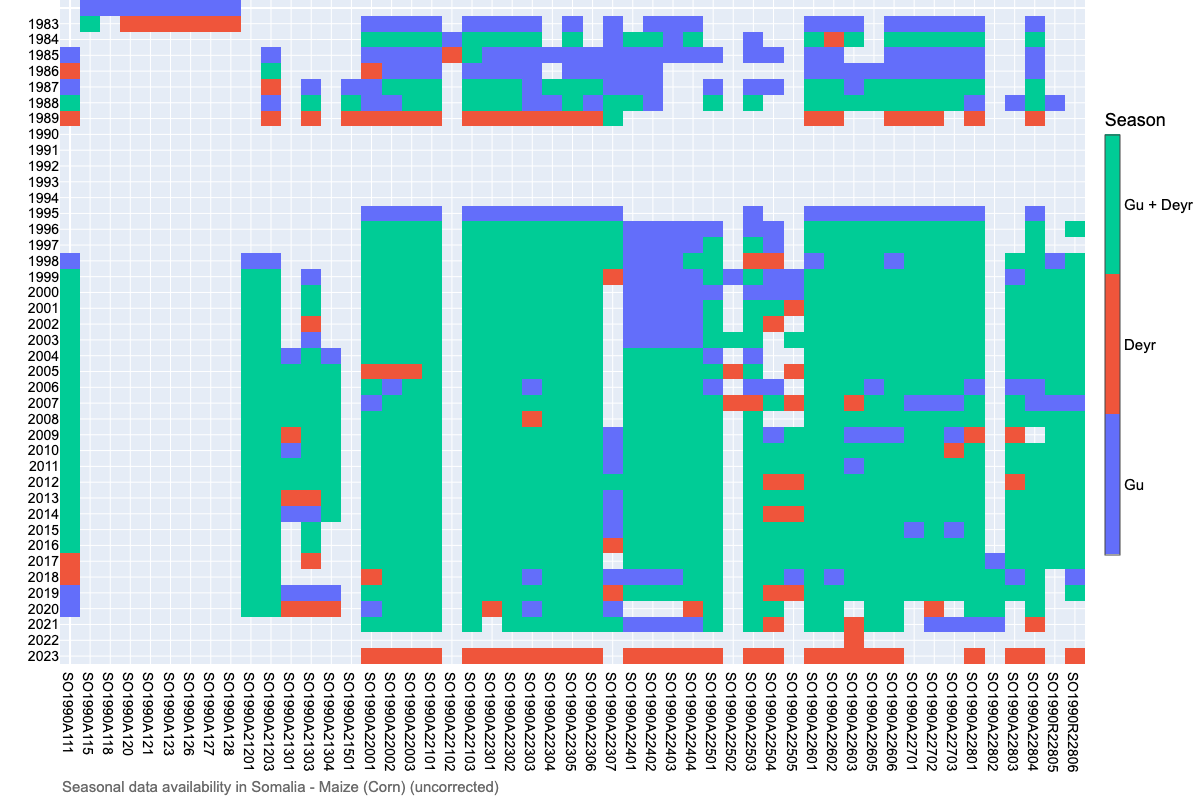 1983
1984
1985
1986
1987
1988
1989
1990
1991
1992
1993
1994
1995
1996
1997
1998
1999
2000
2001
2002
2003
2004
2005
2006
2007
2008
2009
2010
2011
2012
2013
2014
2015
2016
2017
2018
2019
2020
2021
2022
2023
SO1990A111
SO1990A115
SO1990A118
SO1990A120
SO1990A121
SO1990A123
SO1990A126
SO1990A127
SO1990A128
SO1990A21201
SO1990A21203
SO1990A21301
SO1990A21303
SO1990A21304
SO1990A21501
SO1990A22001
SO1990A22002
SO1990A22003
SO1990A22101
SO1990A22102
SO1990A22103
SO1990A22301
SO1990A22302
SO1990A22303
SO1990A22304
SO1990A22305
SO1990A22306
SO1990A22307
SO1990A22401
SO1990A22402
SO1990A22403
SO1990A22404
SO1990A22501
SO1990A22502
SO1990A22503
SO1990A22504
SO1990A22505
SO1990A22601
SO1990A22602
SO1990A22603
SO1990A22605
SO1990A22606
SO1990A22701
SO1990A22702
SO1990A22703
SO1990A22801
SO1990A22802
SO1990A22803
SO1990A22804
SO1990R22805
SO1990R22806
Season
Gu + Deyr
Deyr
Gu
Seasonal data availability in Somalia - Maize (Corn) (uncorrected)